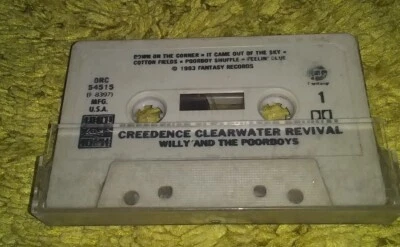 DOWN ON THE CORNER • IT CAME OUT OF THE SKY •
COTTON FIELDS • POORBOY SHUFFLE • FEELIN' BLUE
© 1983 FANTASY RECORDS
ORC
54515
MFG.
U.S.A.
Fantasy
1
CREEDENCE CLEARWATER REVIVAL
WILLY AND THE POORBOYS